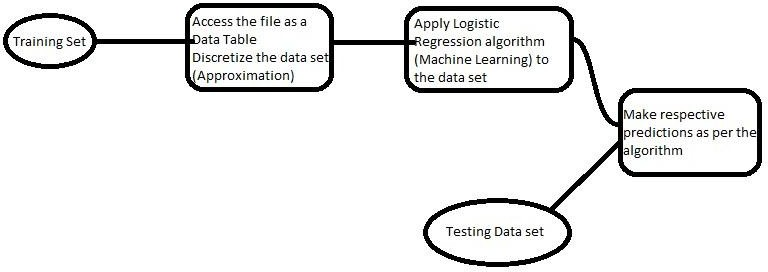 Training Set
Access the file as a
Data Table
Discretize the data set
(Approximation)
Apply Logistic
Regression algorithm
(Machine Learning) to
the data set
Make respective
predictions as per the
algorithm
Testing Data set